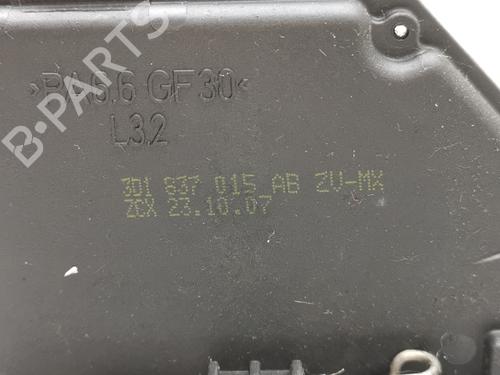 B-PARTS
>PA6.6 GF30<
L32
3D1 837 015 AB ZV-MX
ZCX 23.10.07